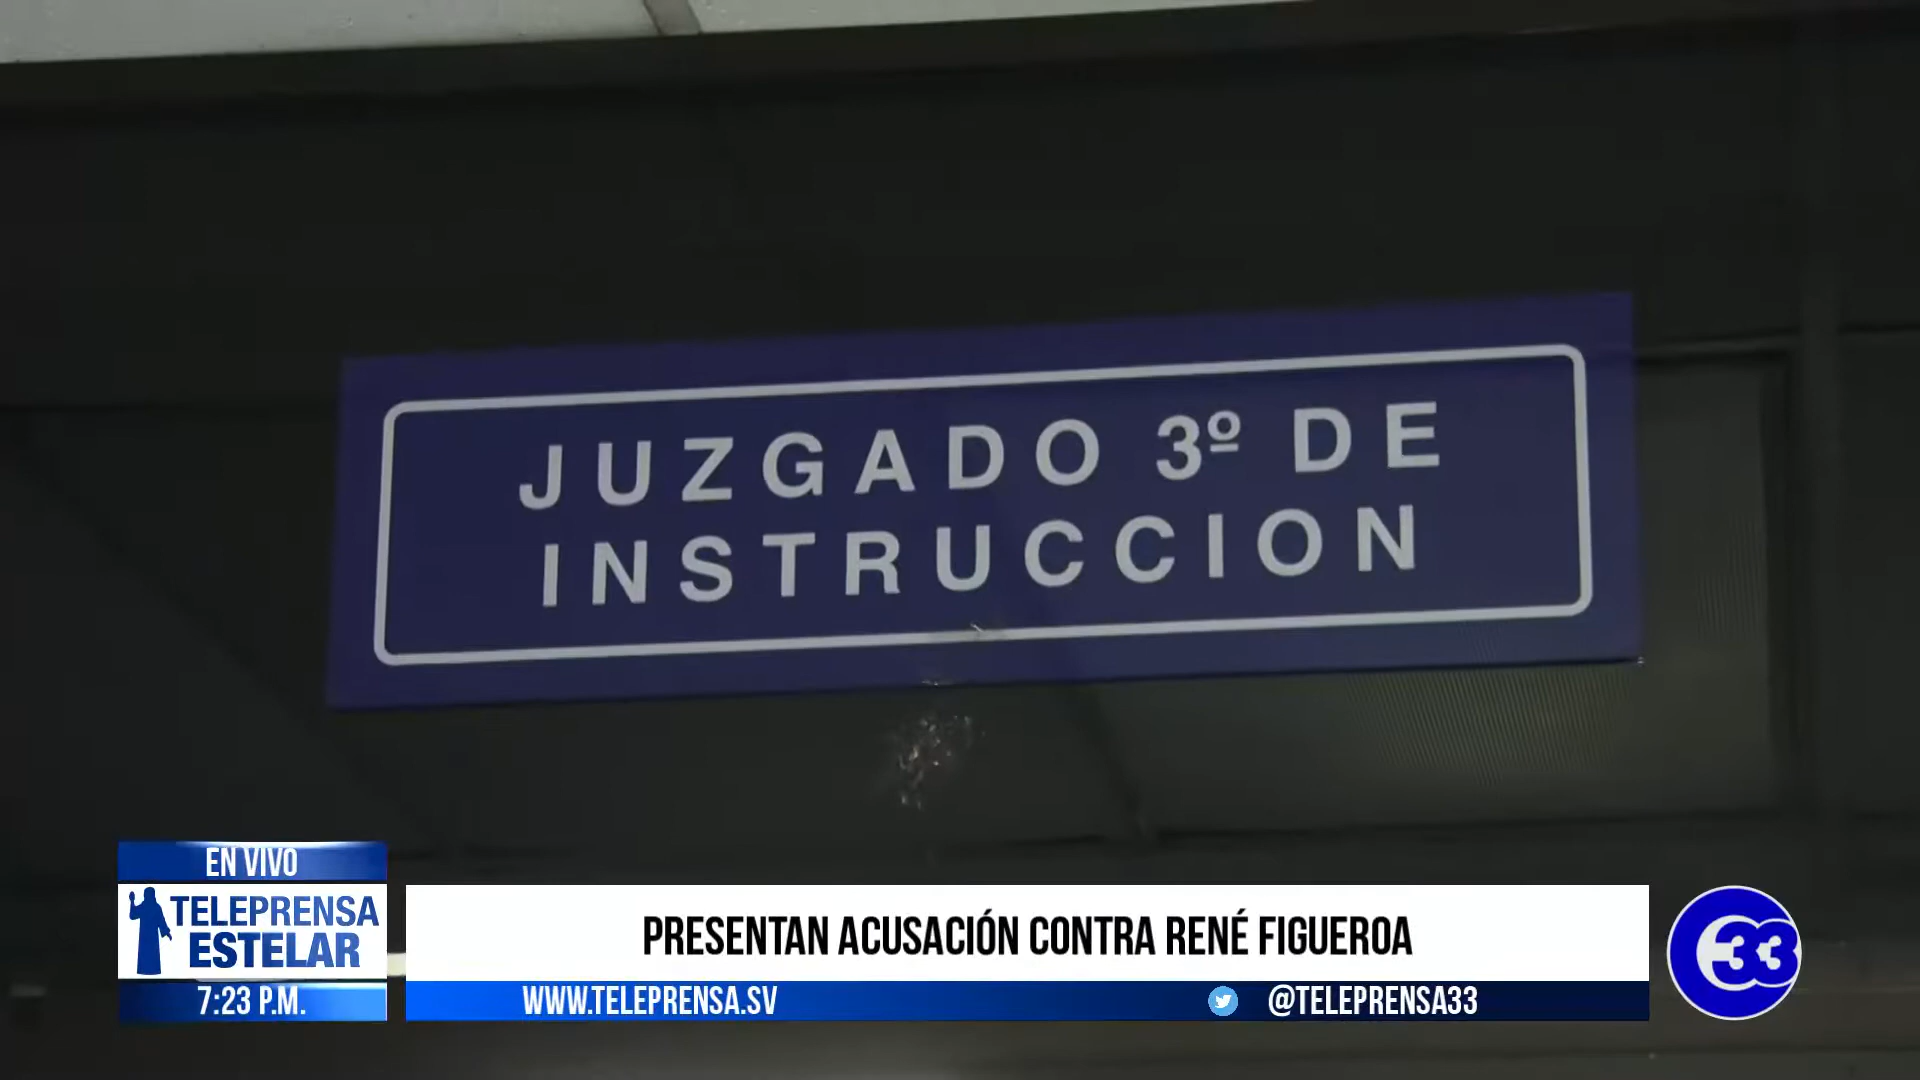 JUZGADO 3º DE
INSTRUCCION
EN VIVO
TELEPRENSA
ESTELAR
7:23 P.M.
PRESENTAN ACUSACIÓN CONTRA RENÉ FIGUEROA
WWW.TELEPRENSA.SV
@TELEPRENSA33
33